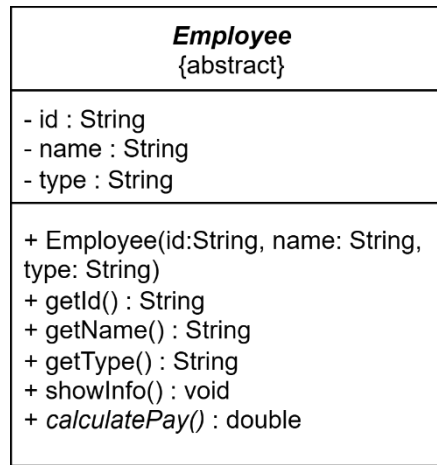 Employee
{abstract}
- id : String
- name : String
- type : String
+ Employee(id:String, name: String,
type: String)
+ getId() : String
+ getName() : String
+ getType() : String
+ showInfo() : void
+ calculatePay() : double